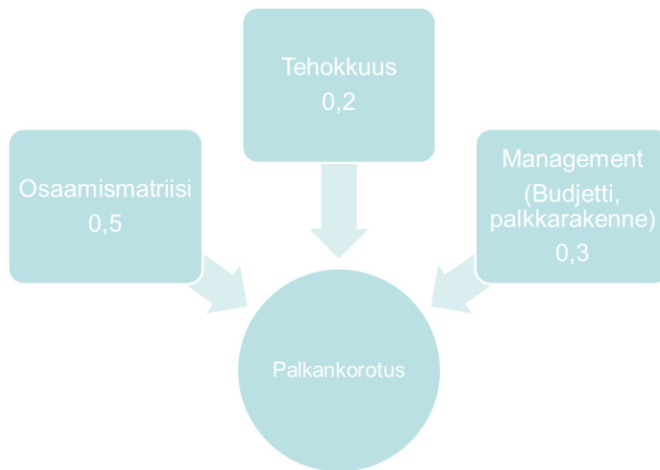 Tehokkuus
0,2
Osaamismatriisi
0,5
Management
(Budjetti,
palkkarakenne)
0,3
Palkankorotus